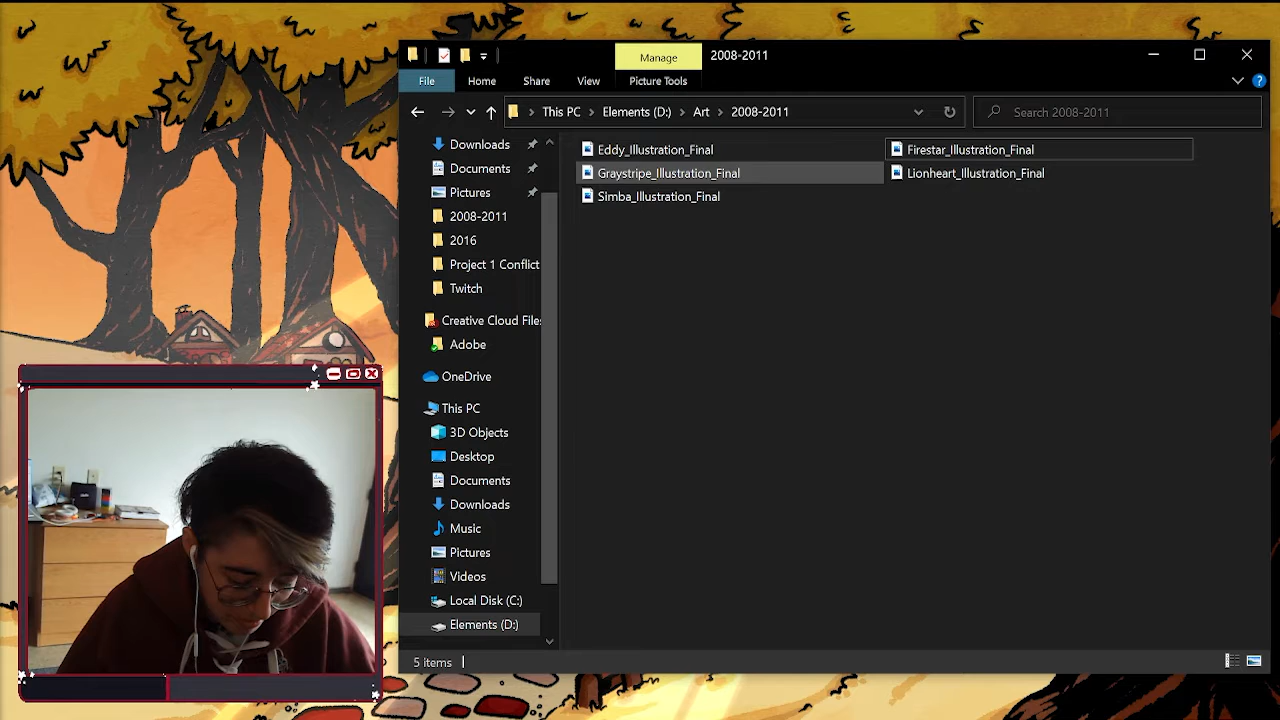 Manage
2008-2011
File
Home
Share
View
Picture Tools
This PC
Elements (D:)
Art
2008-2011
Search 2008-2011
Downloads
Documents
Pictures
2008-2011
2016
Project 1 Conflict
Twitch
Creative Cloud Files
Adobe
OneDrive
This PC
3D Objects
Desktop
Documents
Downloads
Music
Pictures
Videos
Local Disk (C:)
Elements (D:)
Eddy_Illustration_Final
Firestar_Illustration_Final
Graystripe_Illustration_Final
Lionheart_Illustration_Final
Simba_Illustration_Final
5 items